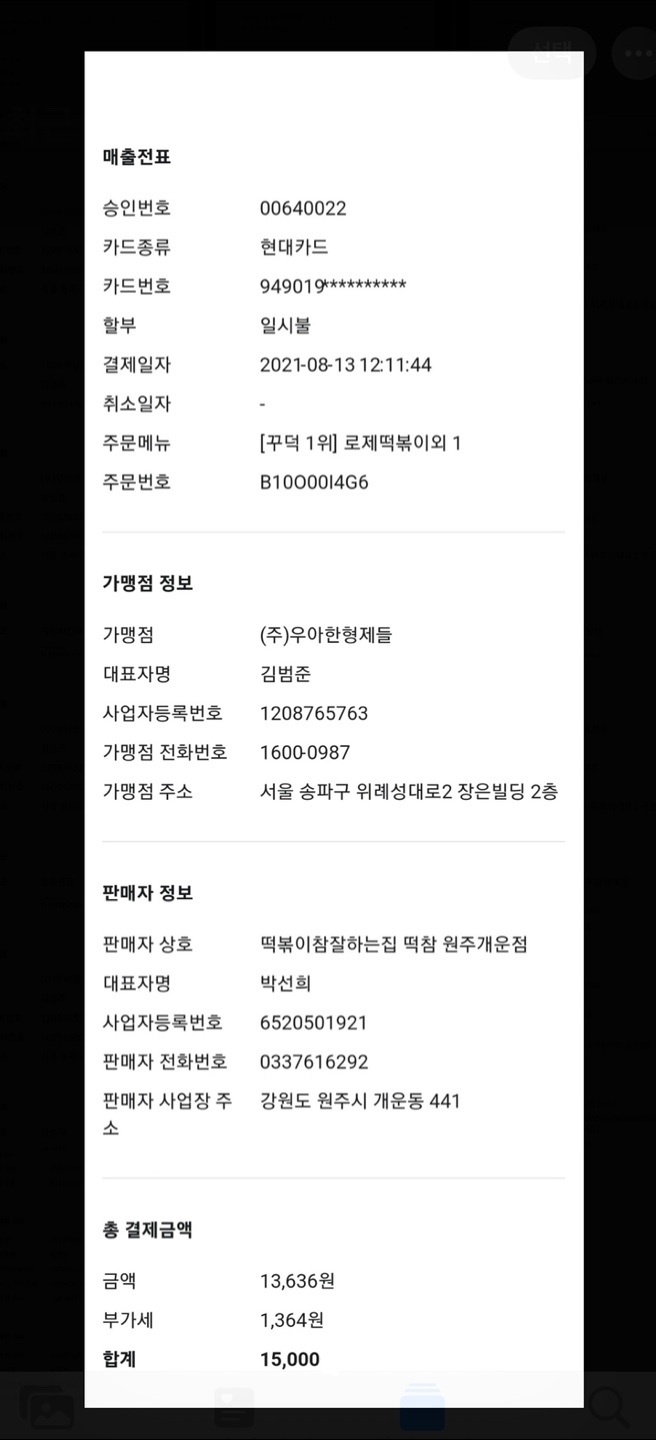 선택
매출전표
승인번호 00640022
카드종류 현대카드
카드번호 949019**********
할부 일시불
결제일자 2021-08-13 12:11:44
취소일자 -
주문메뉴 [꾸덕 1위] 로제떡볶이외 1
주문번호 B10O00I4G6
가맹점 정보
가맹점 (주)우아한형제들
대표자명 김범준
사업자등록번호 1208765763
가맹점 전화번호 1600-0987
가맹점 주소 서울 송파구 위례성대로2 장은빌딩 2층
판매자 정보
판매자 상호 떡볶이참잘하는집 떡참 원주개운점
대표자명 박선희
사업자등록번호 6520501921
판매자 전화번호 0337616292
판매자 사업장 주 강원도 원주시 개운동 441
소
총 결제금액
금액 13,636원
부가세 1,364원
합계 15,000